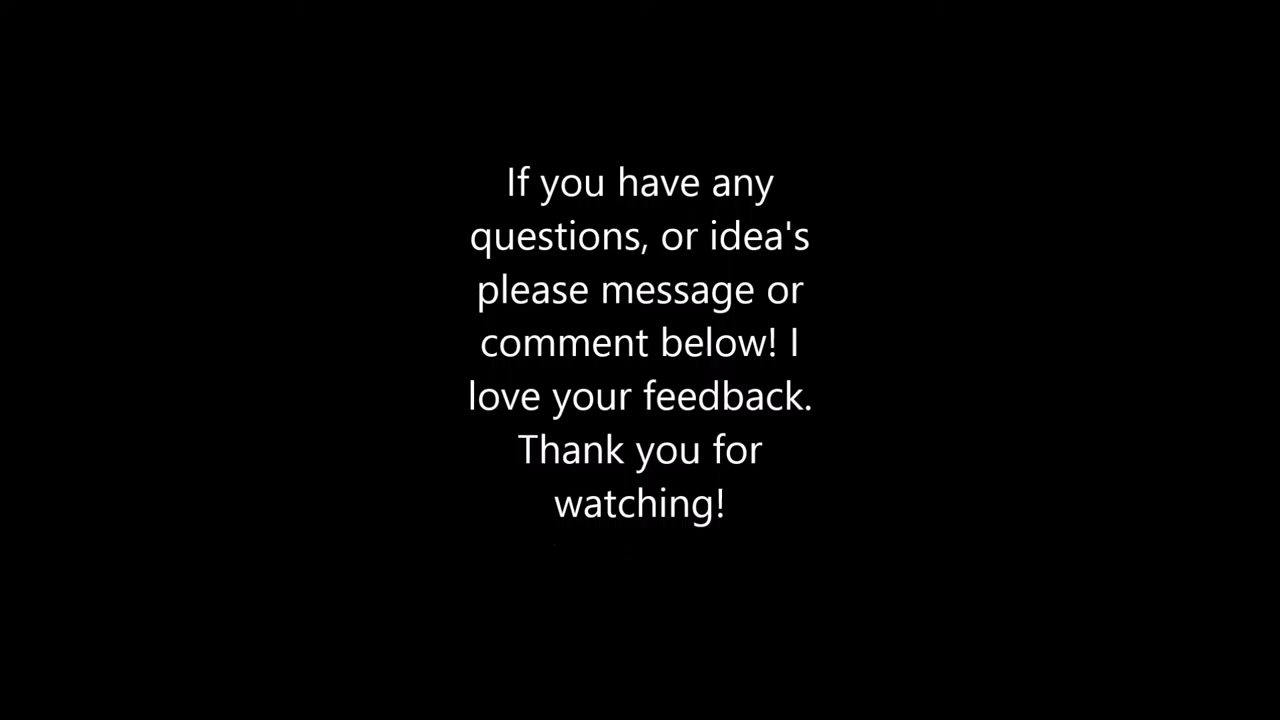 If you have any
questions, or idea's
please message or
comment below! I
love your feedback.
Thank you for
watching!